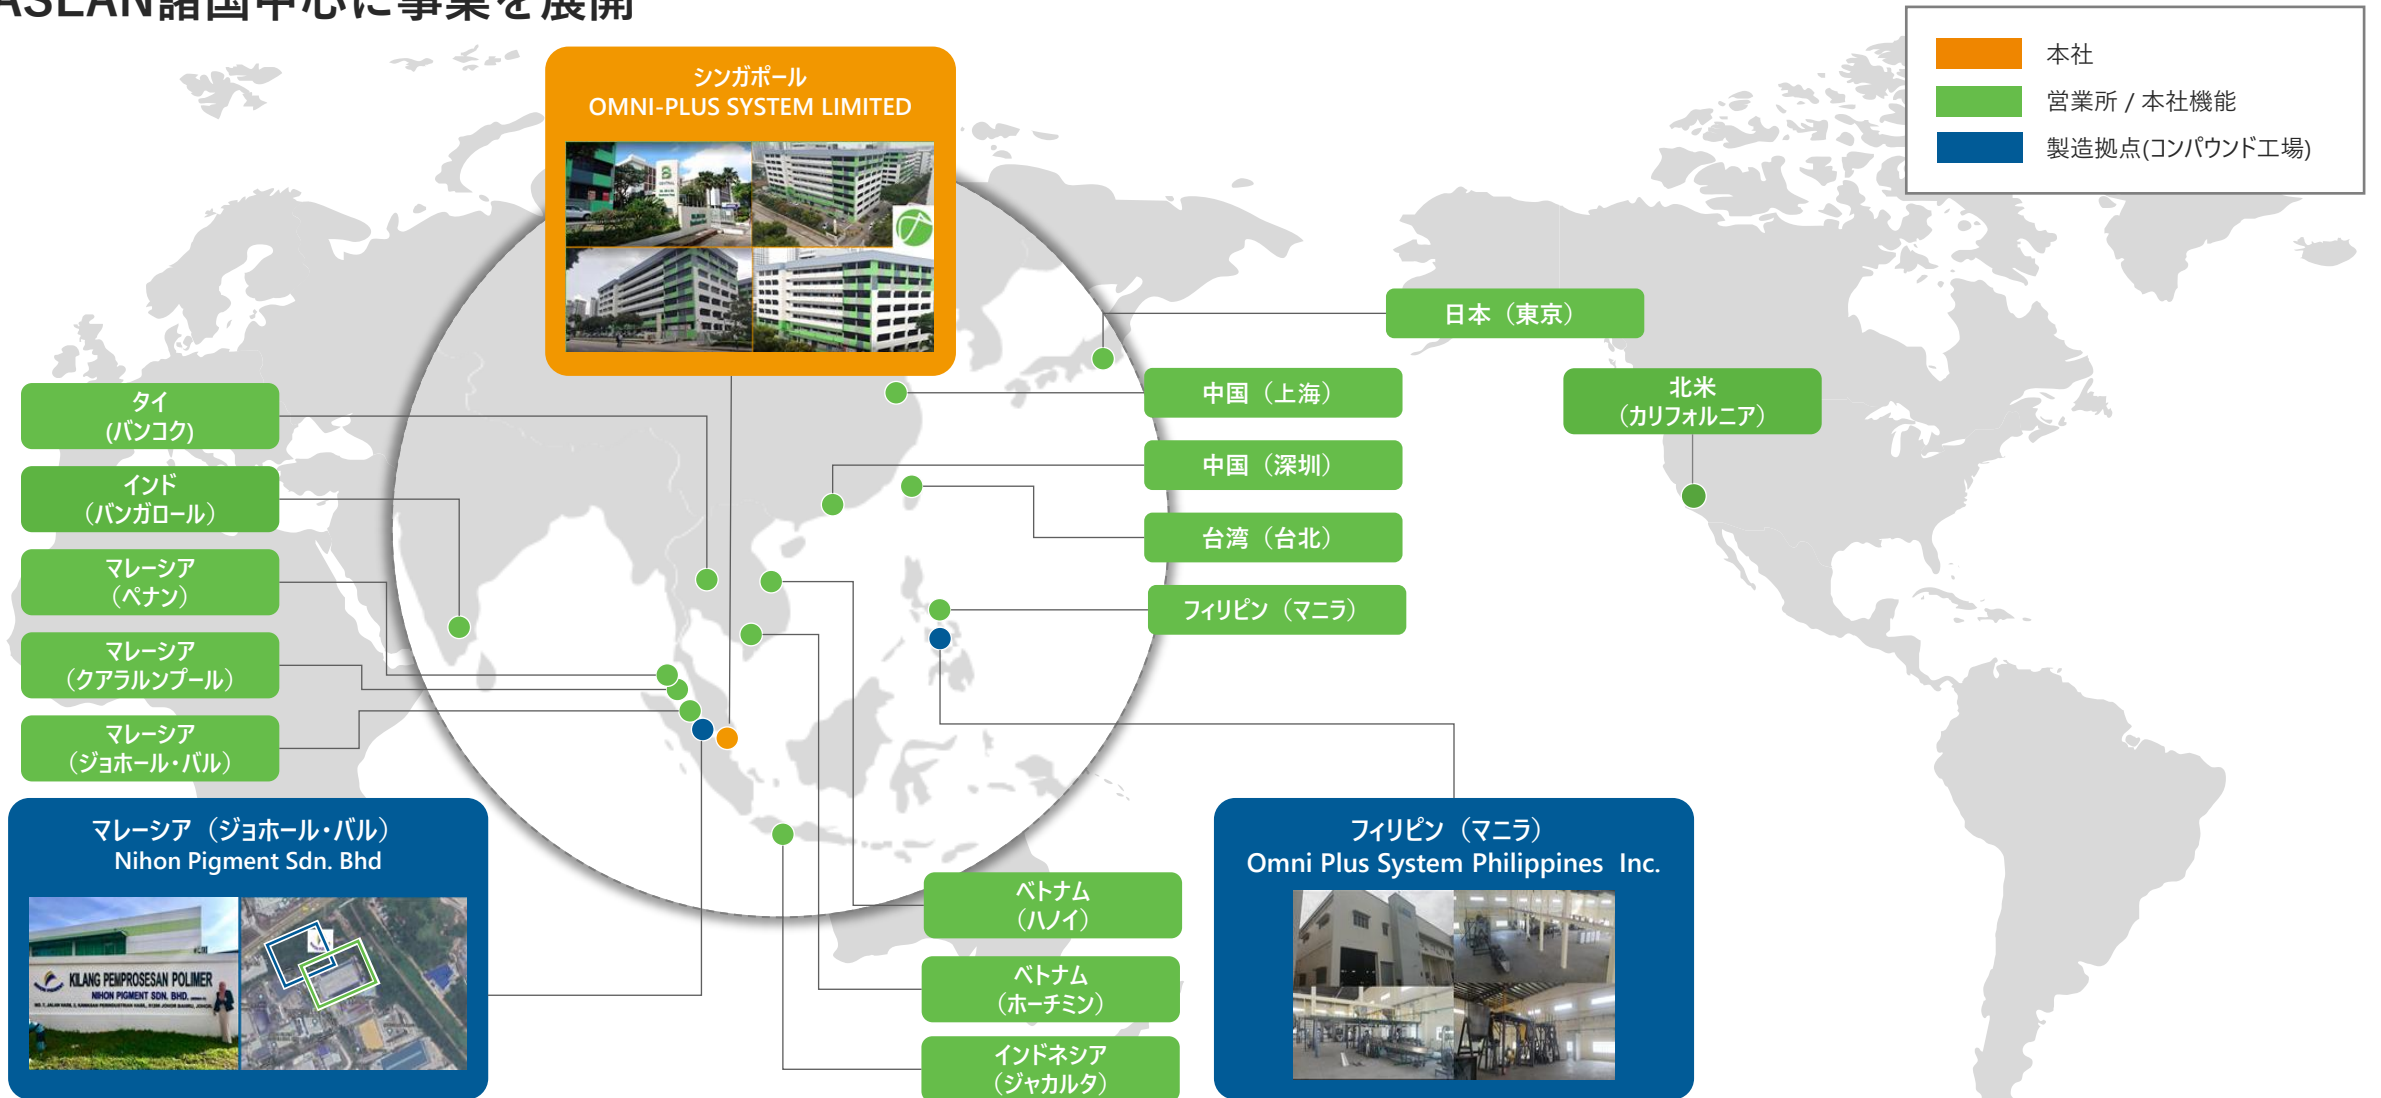 ASEAN諸国中心に事業を展開
本社
営業所 / 本社機能
製造拠点(コンパウンド工場)
シンガポール
OMNI-PLUS SYSTEM LIMITED
日本（東京）
中国（上海）
北米
（カリフォルニア）
タイ
(バンコク)
中国（深圳）
インド
（バンガロール）
台湾（台北）
マレーシア
（ペナン）
フィリピン（マニラ）
マレーシア
（クアラルンプール）
マレーシア
（ジョホール・バル）
マレーシア（ジョホール・バル）
Nihon Pigment Sdn. Bhd
KILANG PEMPROSESAN POLIMER
NIHON PIGMENT SDN. BHD.
フィリピン（マニラ）
Omni Plus System Philippines Inc.
ベトナム
（ハノイ）
ベトナム
（ホーチミン）
インドネシア
（ジャカルタ）